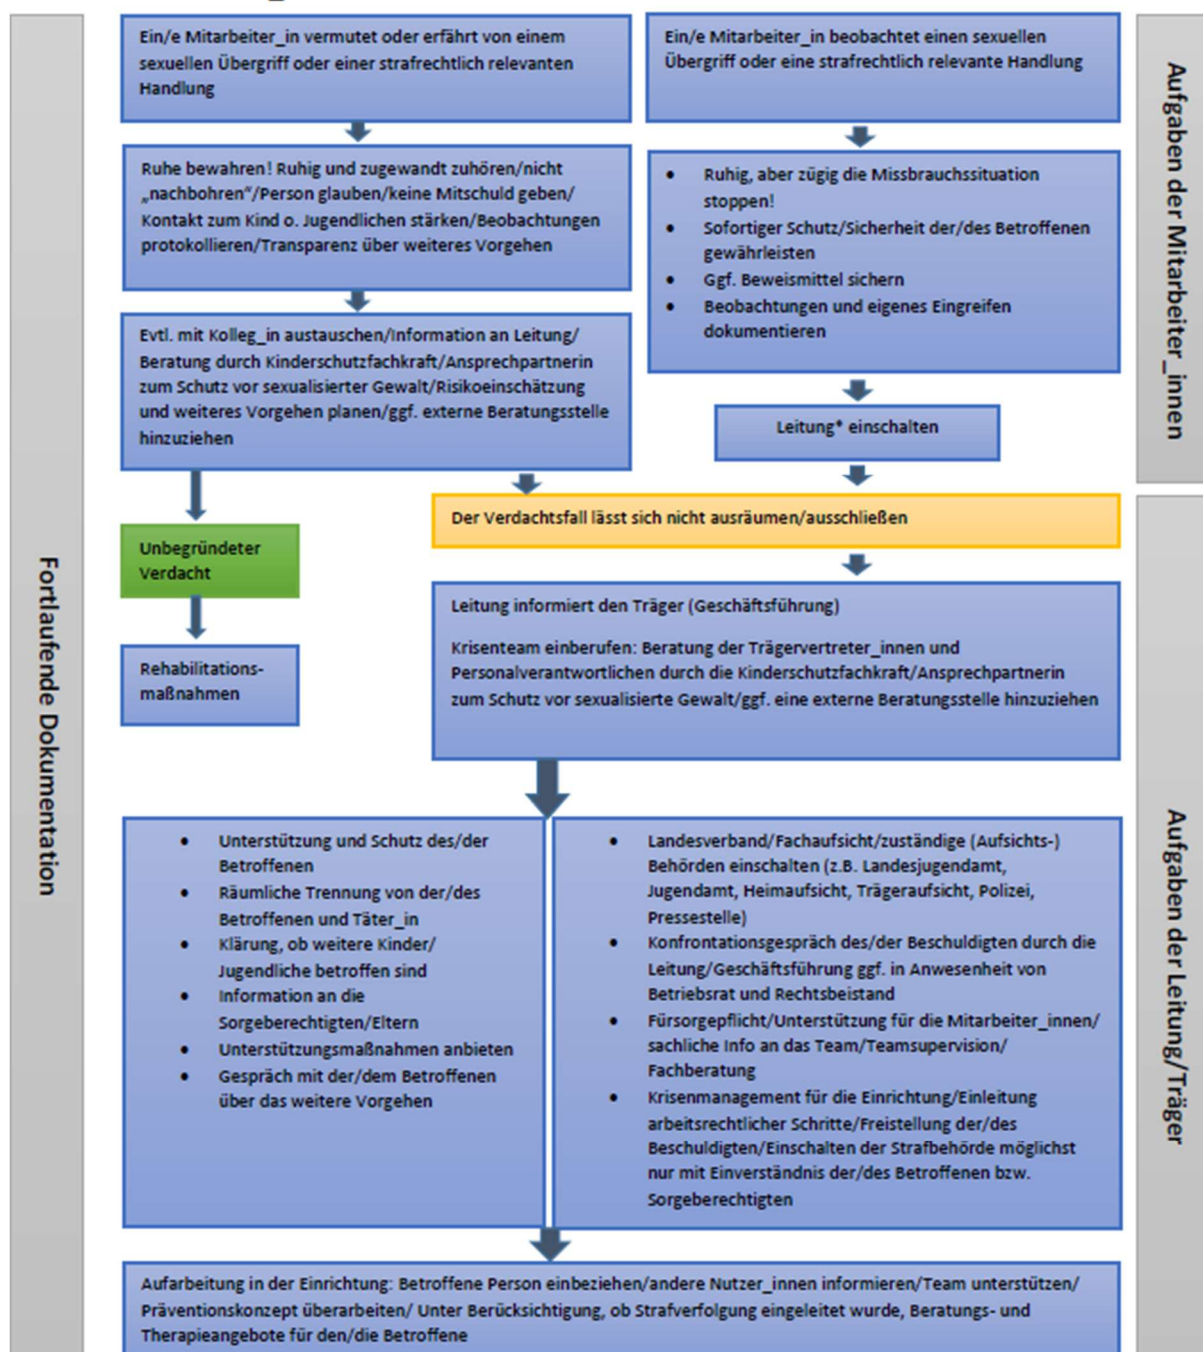 Ein/e Mitarbeiter_in vermutet oder erfährt von einem
sexuellen Übergriff oder einer strafrechtlich relevanten
Handlung
Ein/e Mitarbeiter_in beobachtet einen sexuellen
Übergriff oder eine strafrechtlich relevante Handlung
Aufgaben der Mitarbeiter_innen
Ruhe bewahren! Ruhig und zugewandt zuhören/nicht
„nachbohren“/Person glauben/keine Mitschuld geben/
Kontakt zum Kind o. Jugendlichen stärken/Beobachtungen
protokollieren/Transparenz über weiteres Vorgehen
• Ruhig, aber zügig die Missbrauchssituation
stoppen!
• Sofortiger Schutz/Sicherheit der/des Betroffenen
gewährleisten
• Ggf. Beweismittel sichern
• Beobachtungen und eigenes Eingreifen
dokumentieren
Evtl. mit Kolleg_in austauschen/Information an Leitung/
Beratung durch Kinderschutzfachkraft/Ansprechpartnerin
zum Schutz vor sexualisierter Gewalt/Risikoeinschätzung
und weiteres Vorgehen planen/ggf. externe Beratungsstelle
hinzuziehen
Leitung* einschalten
Der Verdachtsfall lässt sich nicht ausräumen/ausschließen
Unbegründeter
Verdacht
Rehabilitations-
maßnahmen
Leitung informiert den Träger (Geschäftsführung)
Krisenteam einberufen: Beratung der Trägervertreter_innen und
Personalverantwortlichen durch die Kinderschutzfachkraft/Ansprechpartnerin
zum Schutz vor sexualisierte Gewalt/ggf. eine externe Beratungsstelle hinzuziehen
Fortlaufende Dokumentation
Aufgaben der Leitung/Träger
• Unterstützung und Schutz des/der
Betroffenen
• Räumliche Trennung von der/des
Betroffenen und Täter_in
• Klärung, ob weitere Kinder/
Jugendliche betroffen sind
• Information an die
Sorgeberechtigten/Eltern
• Unterstützungsmaßnahmen anbieten
• Gespräch mit der/dem Betroffenen
über das weitere Vorgehen
• Landesverband/Fachaufsicht/zuständige (Aufsichts-)
Behörden einschalten (z.B. Landesjugendamt,
Jugendamt, Heimaufsicht, Trägeraufsicht, Polizei,
Pressestelle)
• Konfrontationsgespräch des/der Beschuldigten durch die
Leitung/Geschäftsführung ggf. in Anwesenheit von
Betriebsrat und Rechtsbeistand
• Fürsorgepflicht/Unterstützung für die Mitarbeiter_innen/
sachliche Info an das Team/Teamsupervision/
Fachberatung
• Krisenmanagement für die Einrichtung/Einleitung
arbeitsrechtlicher Schritte/Freistellung der/des
Beschuldigten/Einschalten der Strafbehörde möglichst
nur mit Einverständnis der/des Betroffenen bzw.
Sorgeberechtigten
Aufarbeitung in der Einrichtung: Betroffene Person einbeziehen/andere Nutzer_innen informieren/Team unterstützen/
Präventionskonzept überarbeiten/ Unter Berücksichtigung, ob Strafverfolgung eingeleitet wurde, Beratungs- und
Therapieangebote für den/die Betroffene